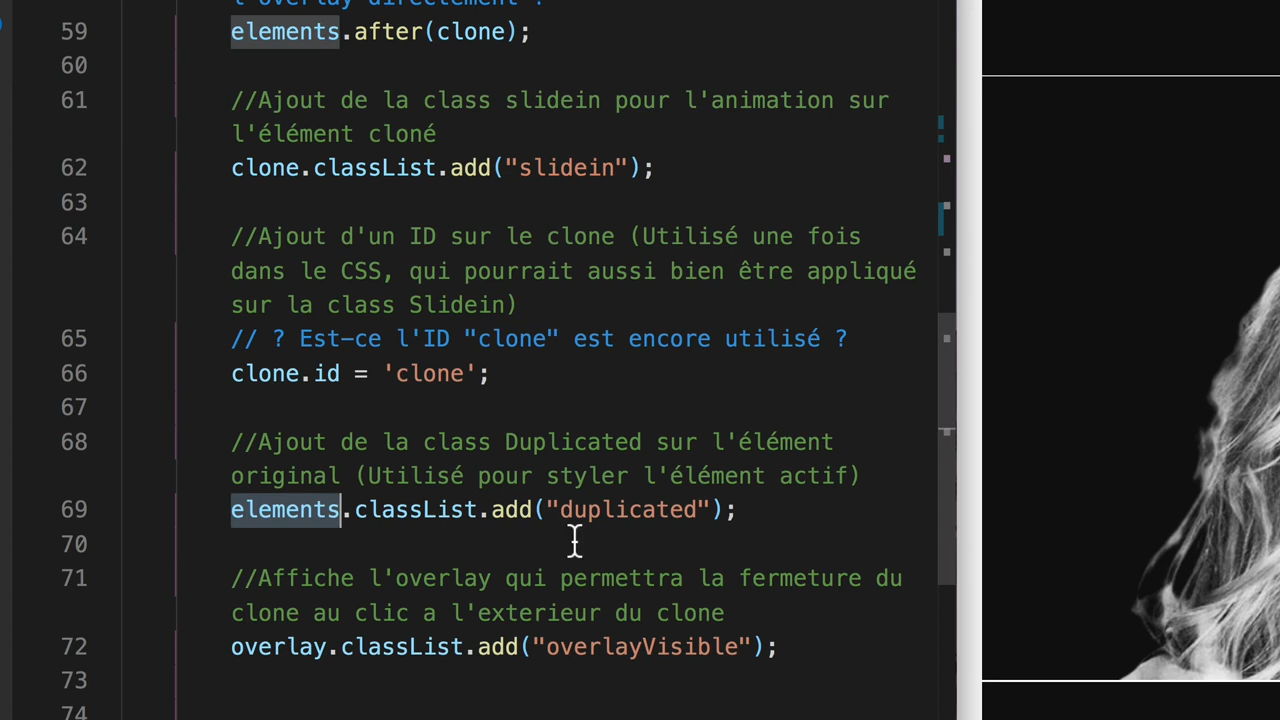 l'overlay directement ?
59 elements.after(clone);
60
61 //Ajout de la class slidein pour l'animation sur
l'élément cloné
62 clone.classList.add("slidein");
63
64 //Ajout d'un ID sur le clone (Utilisé une fois
dans le CSS, qui pourrait aussi bien être appliqué
sur la class Slidein)
65 // ? Est-ce l'ID "clone" est encore utilisé ?
66 clone.id = 'clone';
67
68 //Ajout de la class Duplicated sur l'élément
original (Utilisé pour styler l'élément actif)
69 elements.classList.add("duplicated");
70
71 //Affiche l'overlay qui permettra la fermeture du
clone au clic a l'exterieur du clone
72 overlay.classList.add("overlayVisible");
73
74